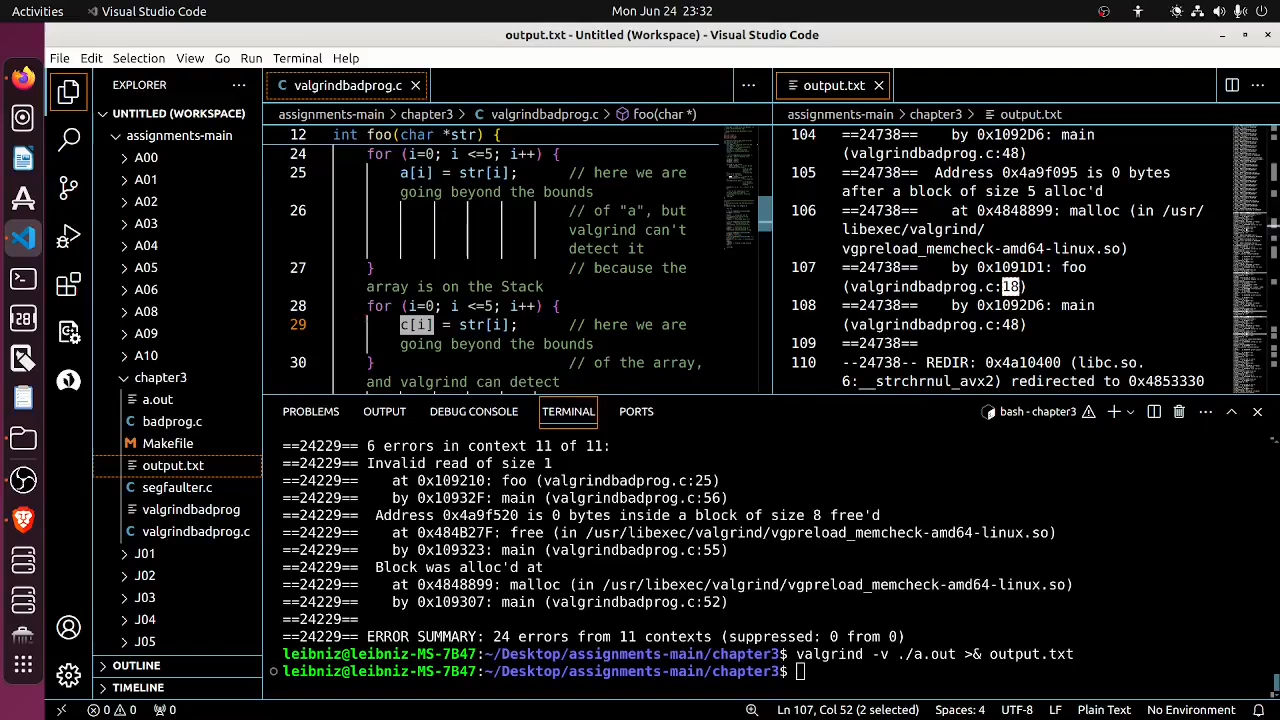 Activities
Visual Studio Code
Mon Jun 24 23:32
output.txt - Untitled (Workspace) - Visual Studio Code
File Edit Selection View Go Run Terminal Help
EXPLORER
UNTITLED (WORKSPACE)
assignments-main
A00
A01
A02
A03
A04
A05
A06
A08
A09
A10
chapter3
a.out
badprog.c
Makefile
output.txt
segfaulter.c
valgrindbadprog
valgrindbadprog.c
J01
J02
J03
J04
J05
OUTLINE
TIMELINE
valgrindbadprog.c
assignments-main > chapter3 > valgrindbadprog.c > foo(char *)
12 int foo(char *str) {
24 for (i=0; i <=5; i++) {
25 a[i] = str[i]; // here we are
going beyond the bounds
26 // of "a", but
valgrind can't
detect it
27 } // because the
array is on the Stack
28 for (i=0; i <=5; i++) {
29 c[i] = str[i]; // here we are
going beyond the bounds
30 } // of the array,
and valgrind can detect
output.txt
assignments-main > chapter3 > output.txt
104 ==24738== by 0x1092D6: main
(valgrindbadprog.c:48)
105 ==24738== Address 0x4a9f095 is 0 bytes
after a block of size 5 alloc'd
106 ==24738== at 0x4848899: malloc (in /usr/
libexec/valgrind/
vgpreload_memcheck-amd64-linux.so)
107 ==24738== by 0x1091D1: foo
(valgrindbadprog.c:18)
108 ==24738== by 0x1092D6: main
(valgrindbadprog.c:48)
109 ==24738==
110 --24738-- REDIR: 0x4a10400 (libc.so.
6:__strchrnul_avx2) redirected to 0x4853330
PROBLEMS OUTPUT DEBUG CONSOLE TERMINAL PORTS
bash - chapter3
==24229== 6 errors in context 11 of 11:
==24229== Invalid read of size 1
==24229== at 0x109210: foo (valgrindbadprog.c:25)
==24229== by 0x10932F: main (valgrindbadprog.c:56)
==24229== Address 0x4a9f520 is 0 bytes inside a block of size 8 free'd
==24229== at 0x484B27F: free (in /usr/libexec/valgrind/vgpreload_memcheck-amd64-linux.so)
==24229== by 0x109323: main (valgrindbadprog.c:55)
==24229== Block was alloc'd at
==24229== at 0x4848899: malloc (in /usr/libexec/valgrind/vgpreload_memcheck-amd64-linux.so)
==24229== by 0x109307: main (valgrindbadprog.c:52)
==24229==
==24229== ERROR SUMMARY: 24 errors from 11 contexts (suppressed: 0 from 0)
leibniz@leibniz-MS-7B47:~/Desktop/assignments-main/chapter3$ valgrind -v ./a.out >& output.txt
leibniz@leibniz-MS-7B47:~/Desktop/assignments-main/chapter3$
0 0 0
Ln 107, Col 52 (2 selected) Spaces: 4 UTF-8 LF Plain Text No Environment